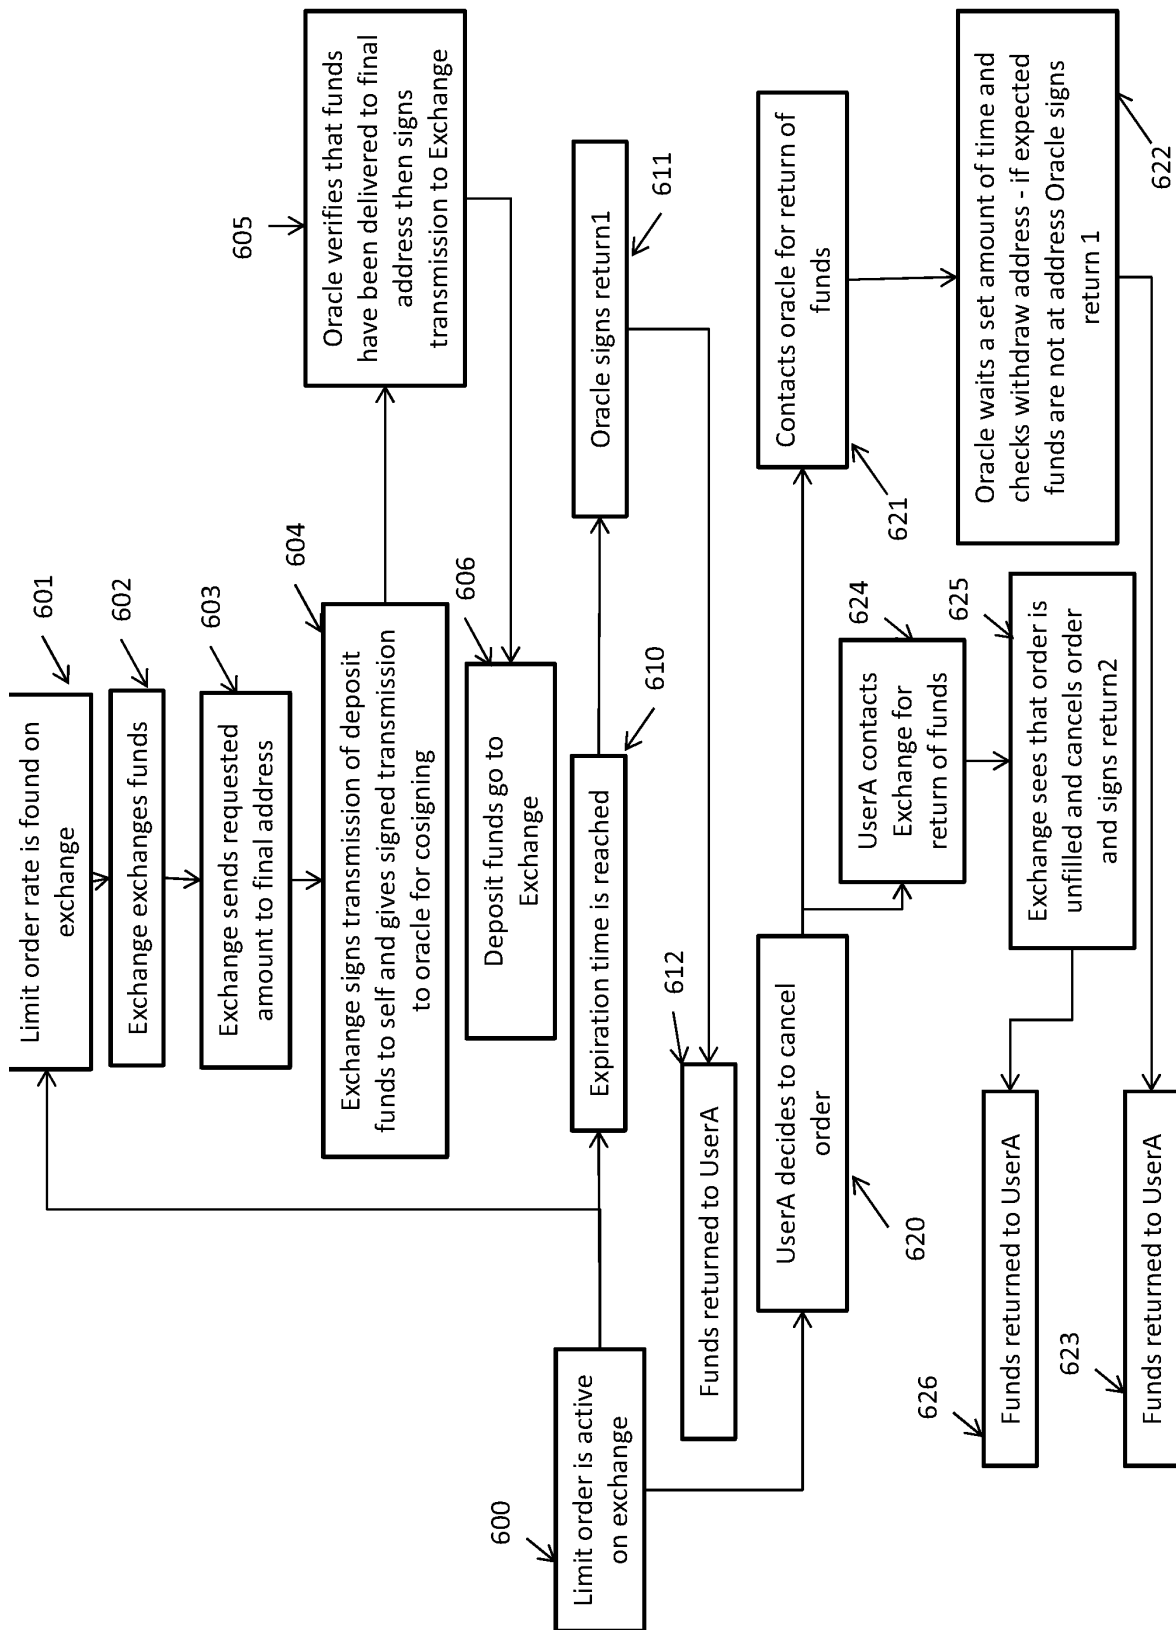 601
Limit order rate is found on
exchange
602
Exchange exchanges funds
603
Exchange sends requested
amount to final address
604
Exchange signs transmission of deposit
funds to self and gives signed transmission
to oracle for cosigning
605
Oracle verifies that funds
have been delivered to final
address then signs
transmission to Exchange
606
Deposit funds go to
Exchange
600
Limit order is active
on exchange
610
Expiration time is reached
611
Oracle signs return1
612
Funds returned to UserA
620
UserA decides to cancel
order
621
Contacts oracle for return of
funds
624
UserA contacts
Exchange for
return of funds
625
Exchange sees that order is
unfilled and cancels order
and signs return2
622
Oracle waits a set amount of time and
checks withdraw address - if expected
funds are not at address Oracle signs
return 1
626
Funds returned to UserA
623
Funds returned to UserA